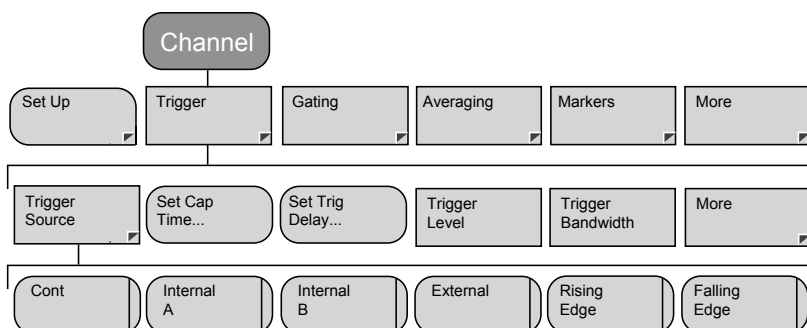 Channel
Set Up
Trigger
Gating
Averaging
Markers
More
Trigger
Source
Set Cap
Time...
Set Trig
Delay...
Trigger
Level
Trigger
Bandwidth
More
Cont
Internal
A
Internal
B
External
Rising
Edge
Falling
Edge